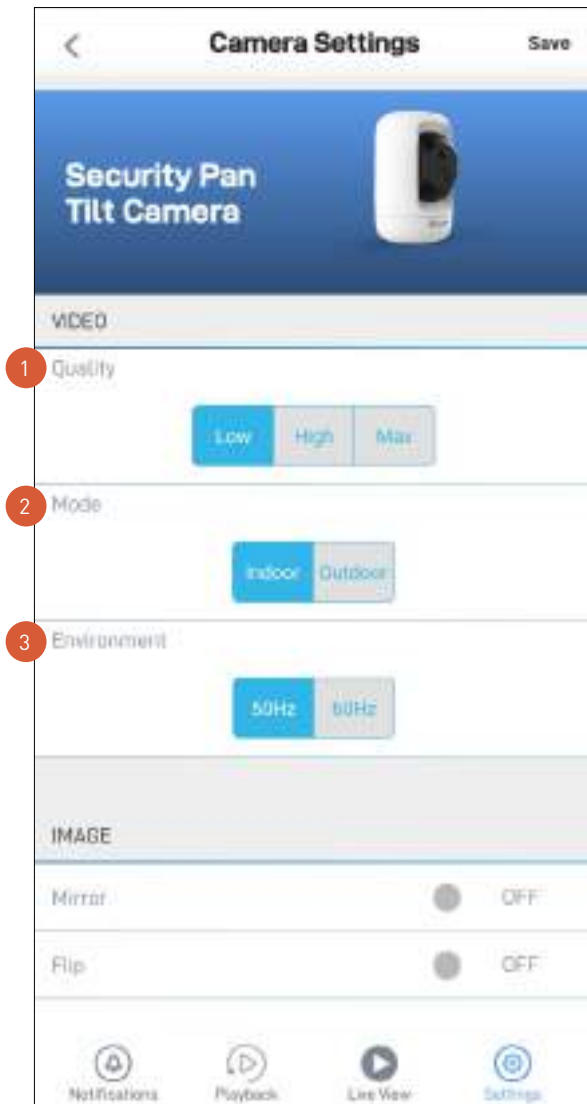 Camera Settings Save
Security Pan
Tilt Camera
VIDEO
1 Quality
Low High Max
2 Mode
Indoor Outdoor
3 Environment
50Hz 60Hz
IMAGE
Mirror OFF
Flip OFF
Notifications Playback Live View Settings